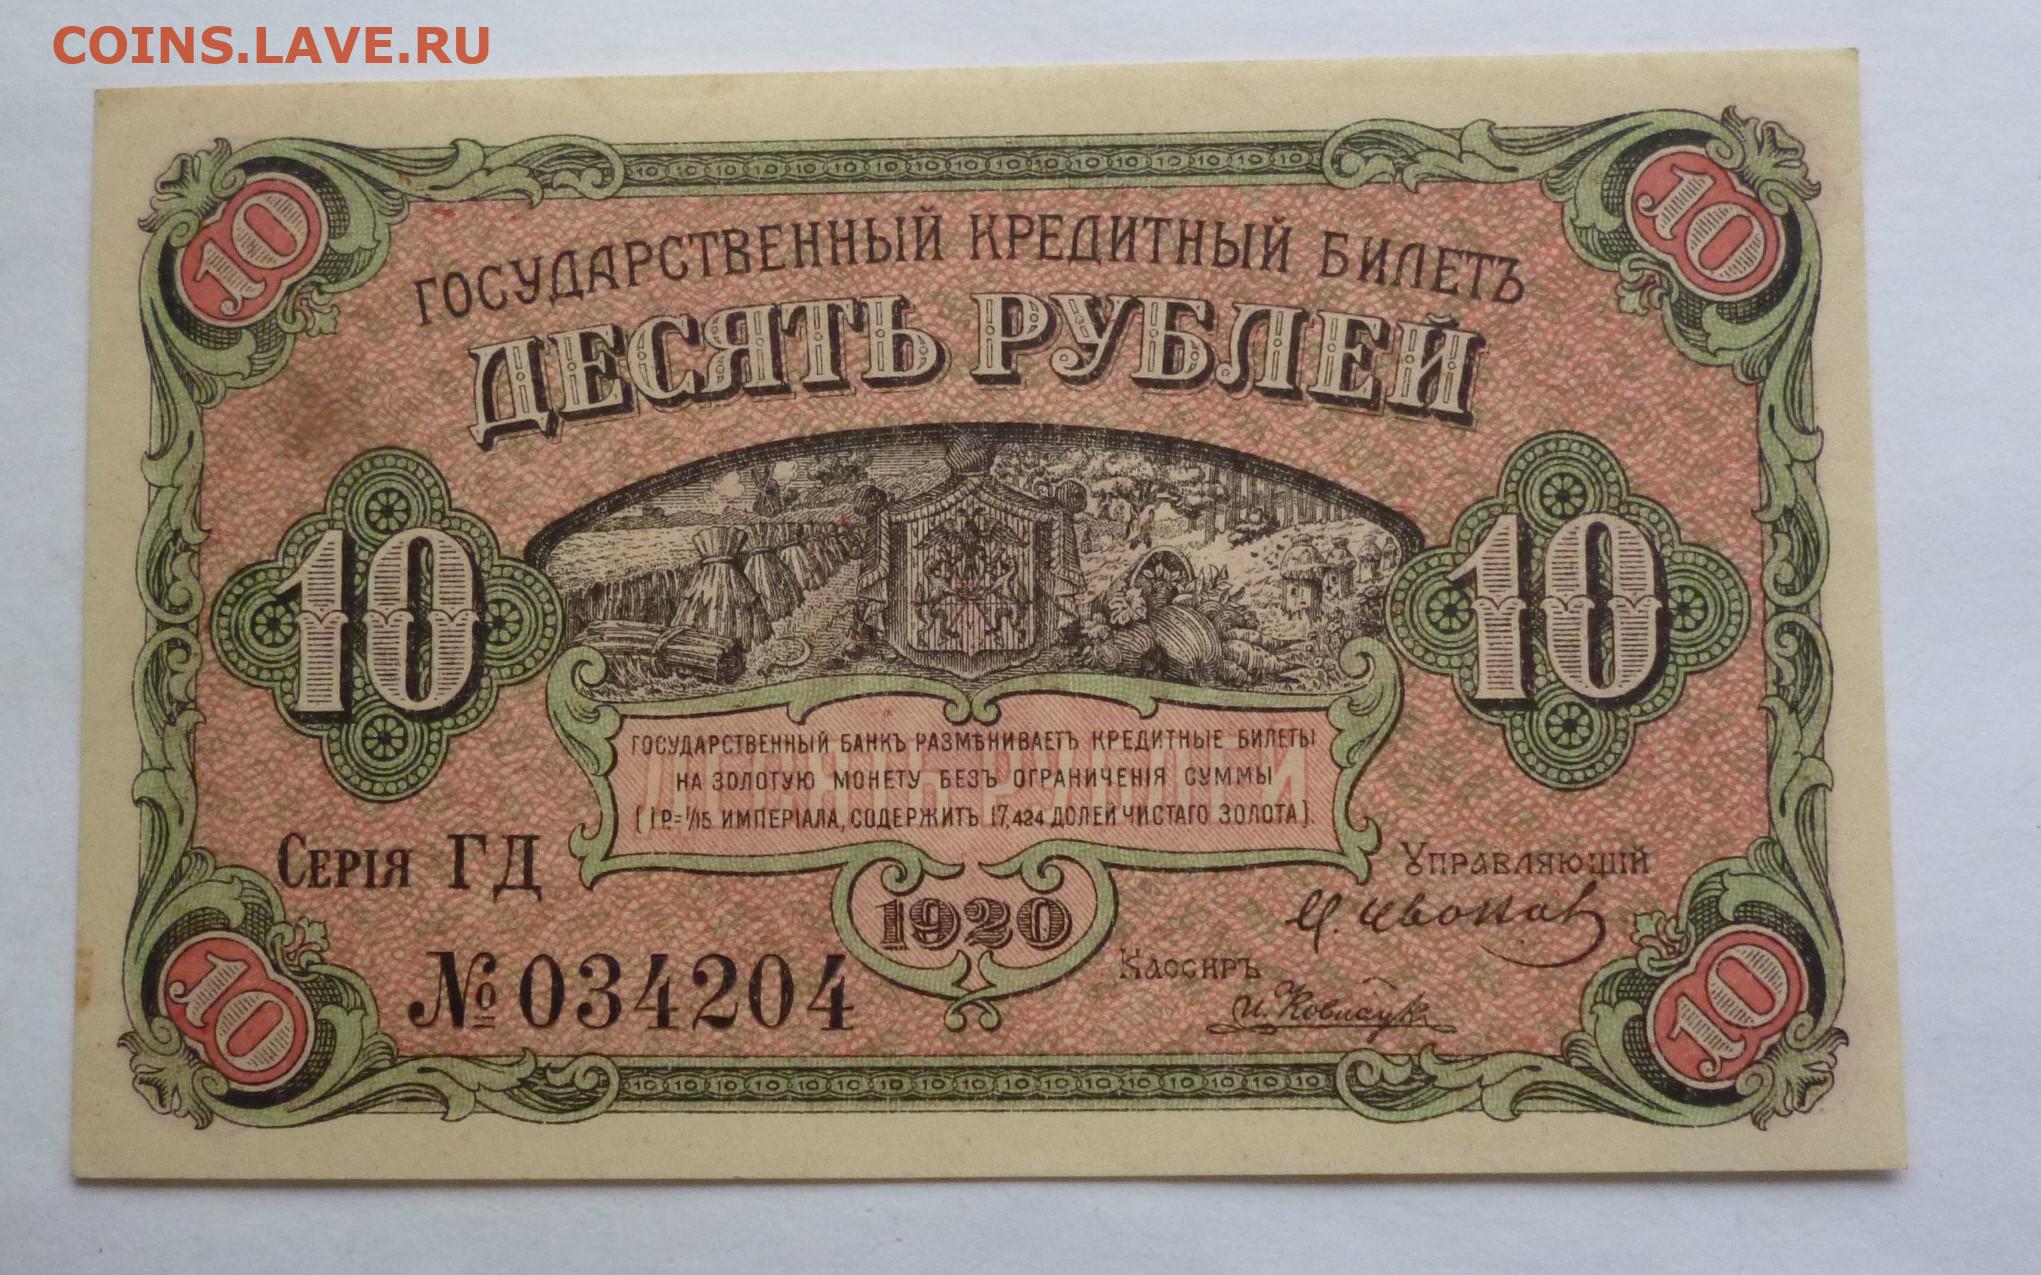 COINS.LAVE.RU
10 10
ГОСУДАРСТВЕННЫЙ КРЕДИТНЫЙ БИЛЕТЪ
ДЕСЯТЬ РУБЛЕЙ
10 10
ГОСУДАРСТВЕННЫЙ БАНКЪ РАЗМѢНИВАЕТЪ КРЕДИТНЫЕ БИЛЕТЫ
НА ЗОЛОТУЮ МОНЕТУ БЕЗЪ ОГРАНИЧЕНІЯ СУММЫ
(1 Р.= 1/15 ИМПЕРІАЛА, СОДЕРЖИТЪ 17,424 ДОЛЕЙ ЧИСТАГО ЗОЛОТА).
СЕРІЯ ГД
УПРАВЛЯЮЩІЙ
1920
№ 034204
КАССИРЪ
10 10